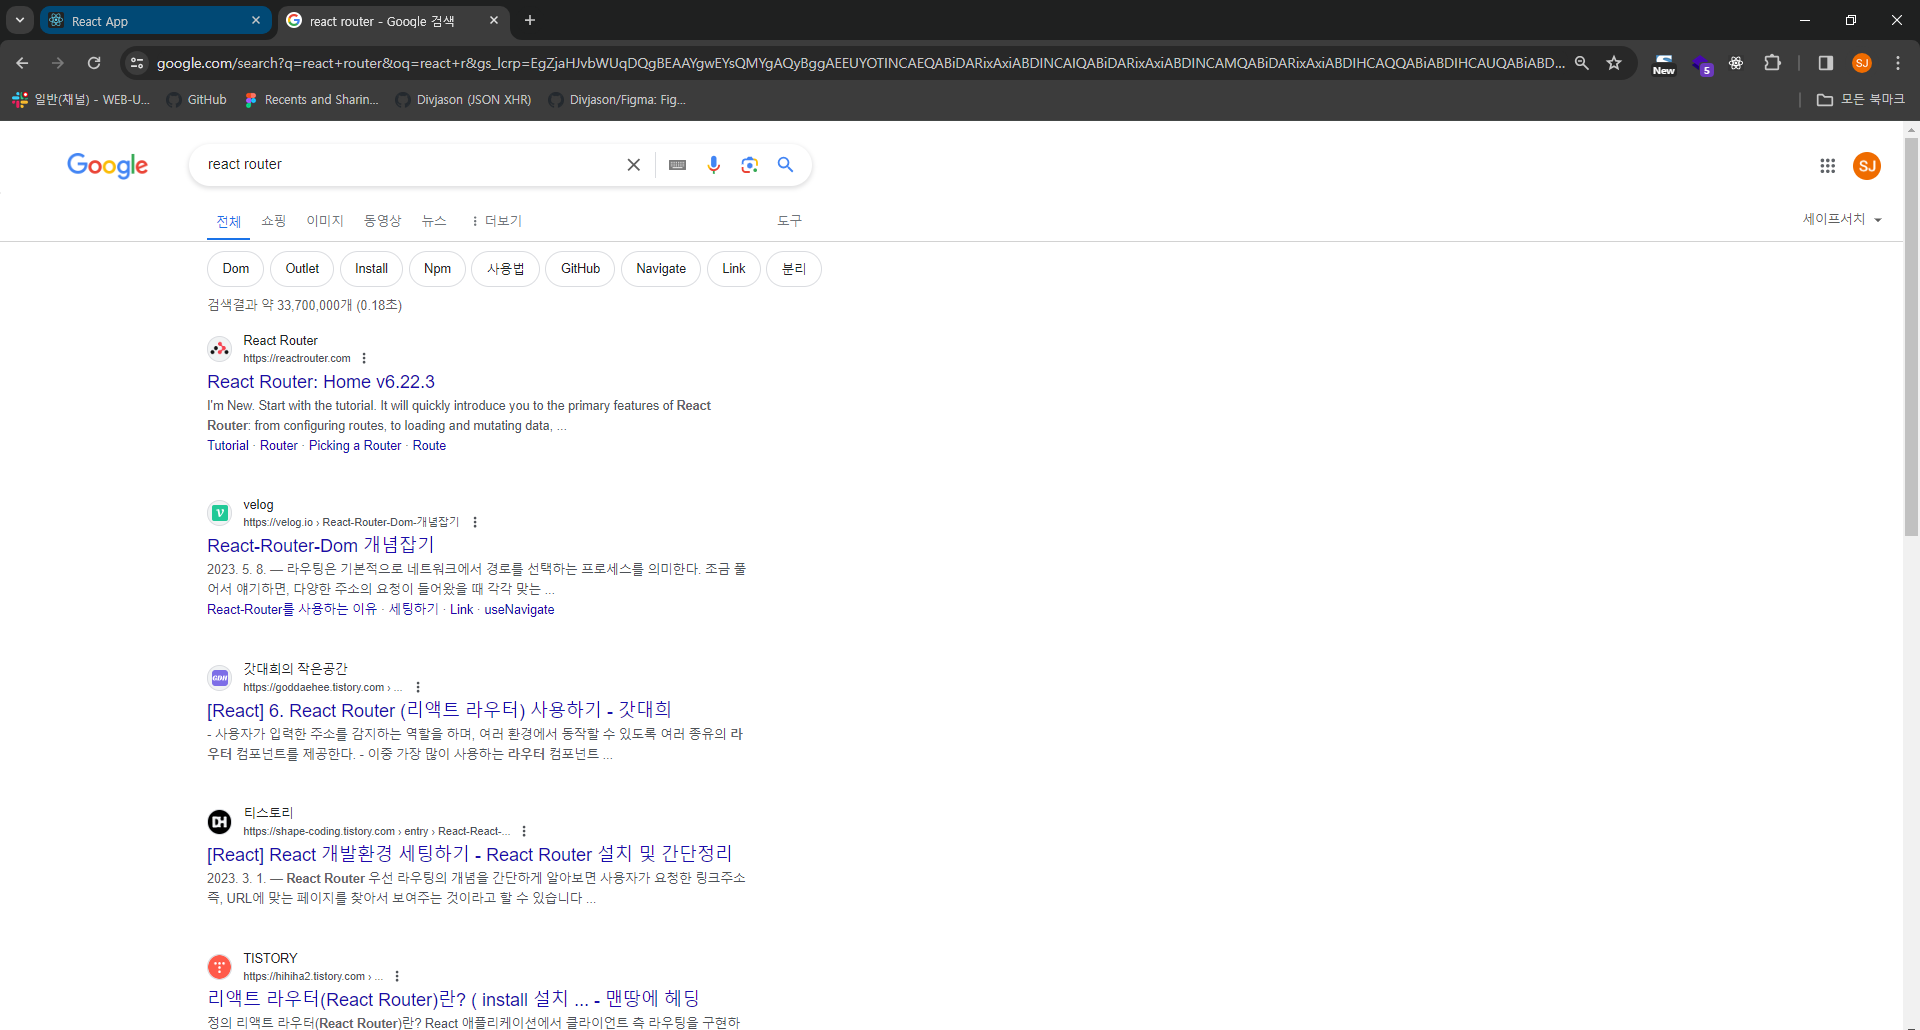 React App
react router - Google 검색
google.com/search?q=react+router&oq=react+r&gs_lcrp=EgZjaHJvbWUqDQgBEAAYgwEYsQMYgAQyBggAEEUYOTINCAEQABiDARixAxiABDINCAIQABiDARixAxiABDINCAMQABiDARixAxiABDIHCAQQABiABDIHCAUQABiABD...
New
5
SJ
일반(채널) - WEB-U...
GitHub
Recents and Sharin...
Divjason (JSON XHR)
Divjason/Figma: Fig...
모든 북마크
Google
react router
SJ
전체
쇼핑
이미지
동영상
뉴스
더보기
도구
세이프서치
Dom
Outlet
Install
Npm
사용법
GitHub
Navigate
Link
분리
검색결과 약 33,700,000개 (0.18초)
React Router
https://reactrouter.com
React Router: Home v6.22.3
I'm New. Start with the tutorial. It will quickly introduce you to the primary features of React
Router: from configuring routes, to loading and mutating data, ...
Tutorial · Router · Picking a Router · Route
velog
https://velog.io › React-Router-Dom-개념잡기
React-Router-Dom 개념잡기
2023. 5. 8. — 라우팅은 기본적으로 네트워크에서 경로를 선택하는 프로세스를 의미한다. 조금 풀
어서 얘기하면, 다양한 주소의 요청이 들어왔을 때 각각 맞는 ...
React-Router를 사용하는 이유 · 세팅하기 · Link · useNavigate
GDH
갓대희의 작은공간
https://goddaehee.tistory.com › ...
[React] 6. React Router (리액트 라우터) 사용하기 - 갓대희
- 사용자가 입력한 주소를 감지하는 역할을 하며, 여러 환경에서 동작할 수 있도록 여러 종유의 라
우터 컴포넌트를 제공한다. - 이중 가장 많이 사용하는 라우터 컴포넌트 ...
DH
티스토리
https://shape-coding.tistory.com › entry › React-React-...
[React] React 개발환경 세팅하기 - React Router 설치 및 간단정리
2023. 3. 1. — React Router 우선 라우팅의 개념을 간단하게 알아보면 사용자가 요청한 링크주소
즉, URL에 맞는 페이지를 찾아서 보여주는 것이라고 할 수 있습니다 ...
TISTORY
https://hihiha2.tistory.com › ...
리액트 라우터(React Router)란? ( install 설치 ... - 맨땅에 헤딩
정의 리액트 라우터(React Router)란? React 애플리케이션에서 클라이언트 측 라우팅을 구현하